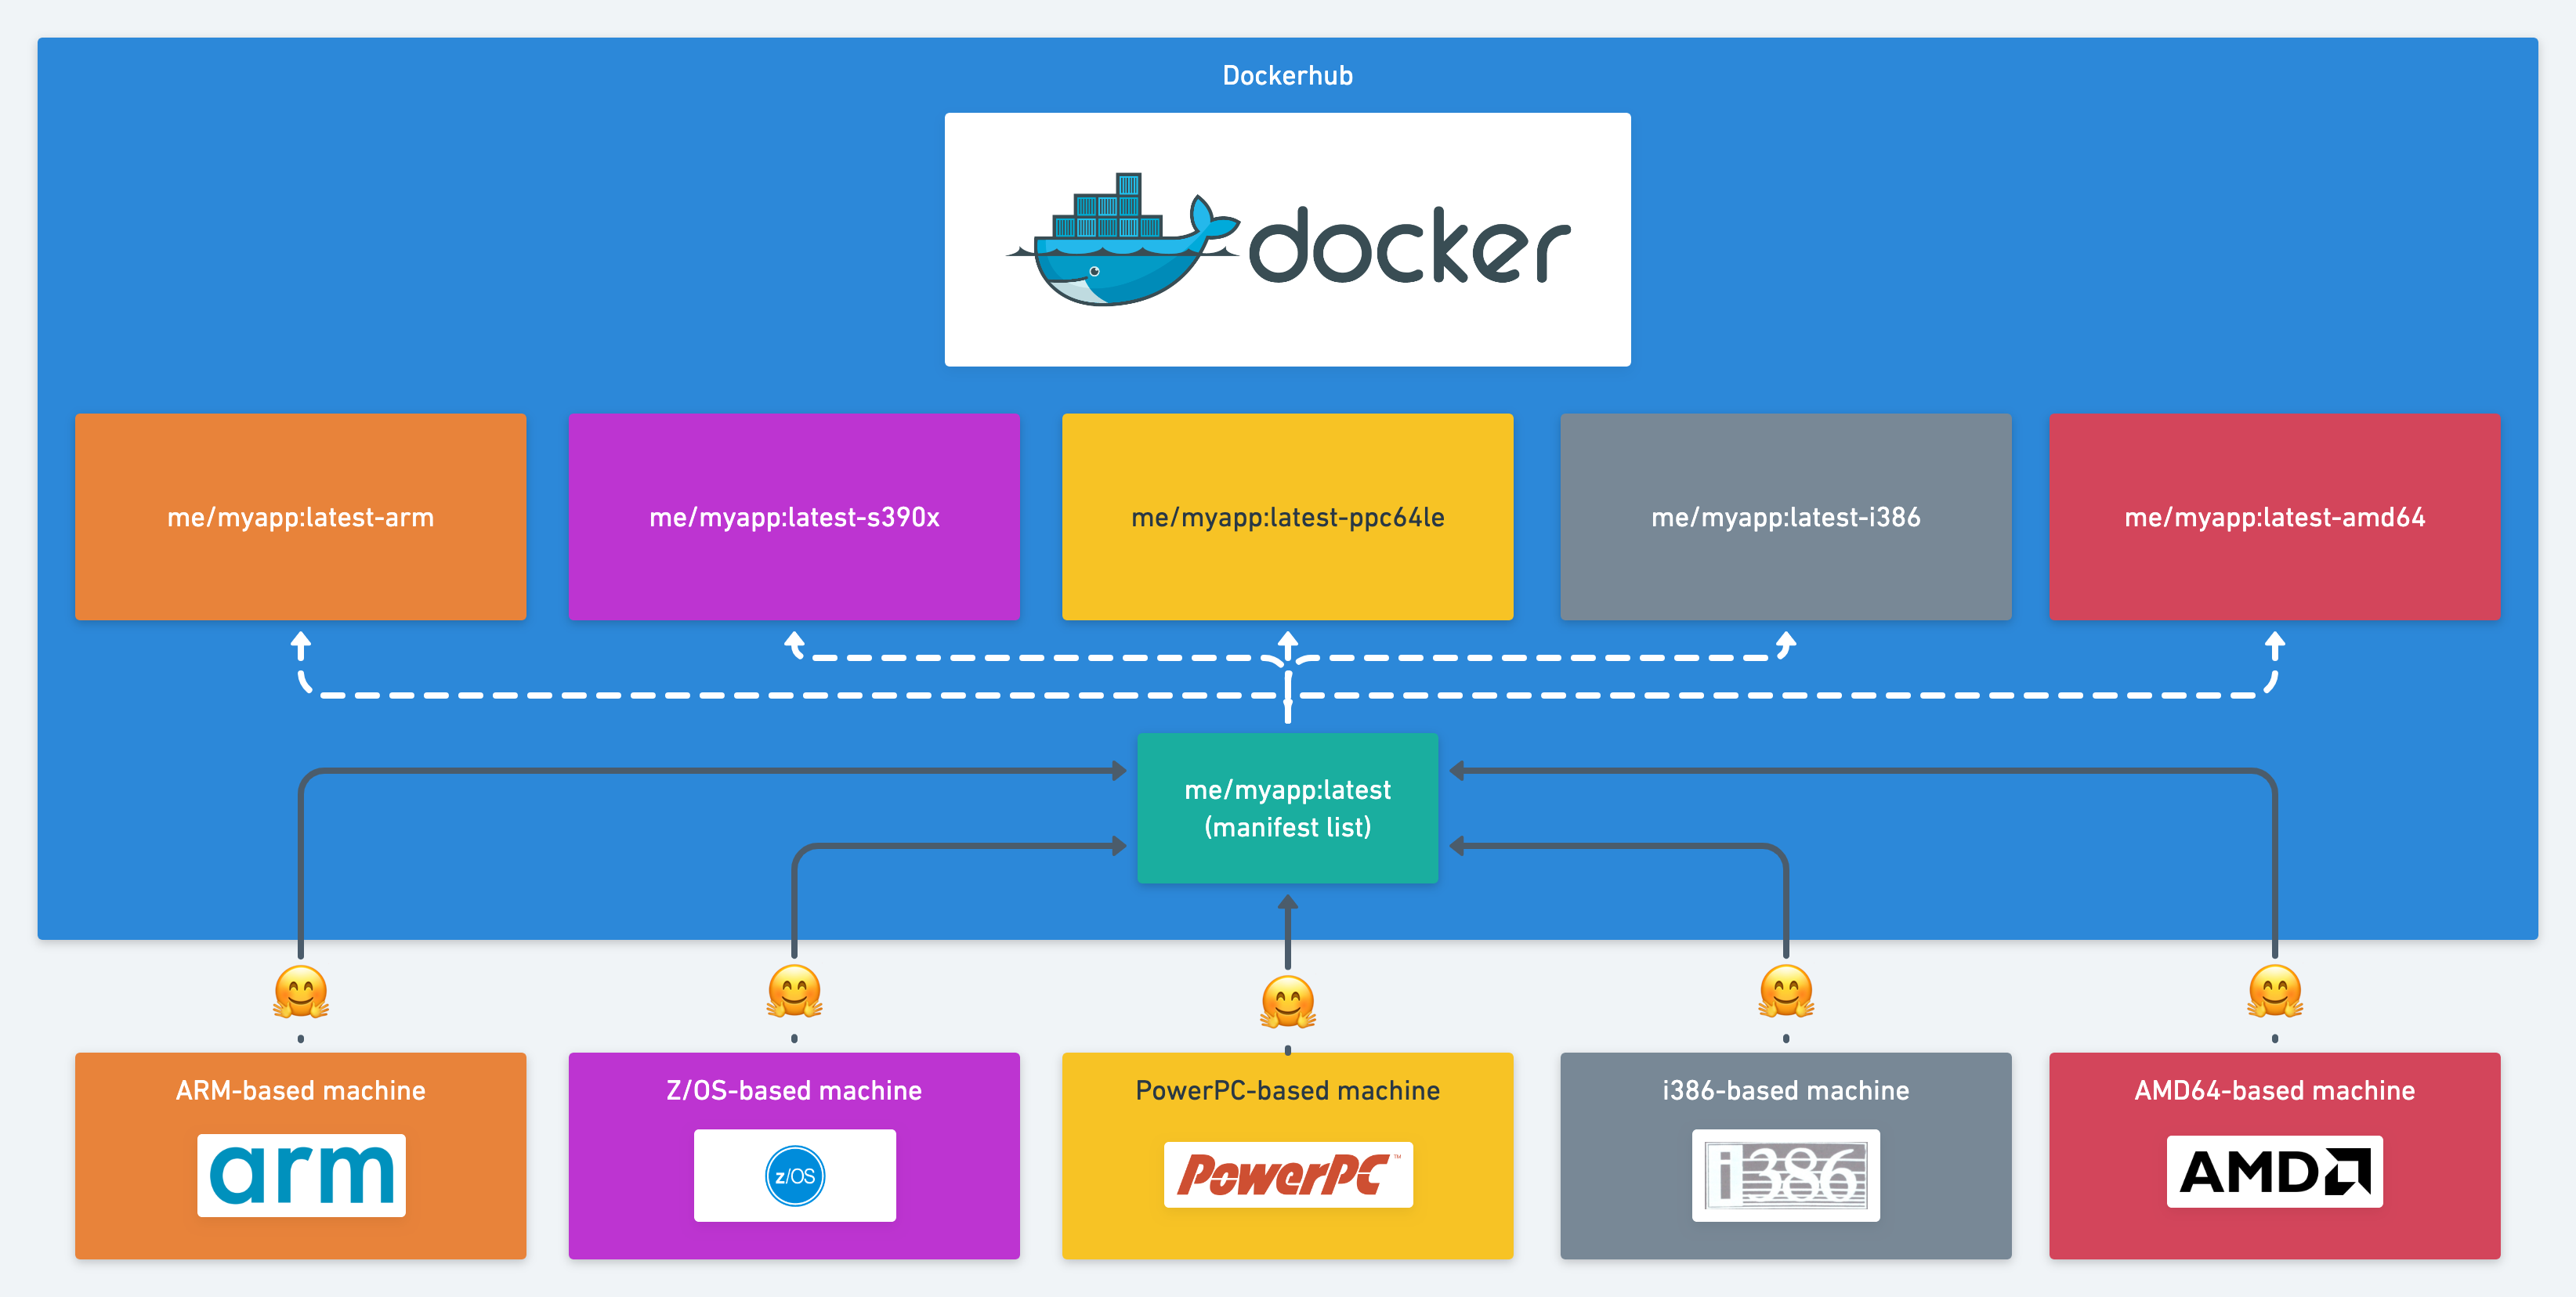 Dockerhub
docker
me/myapp:latest-arm
me/myapp:latest-s390x
me/myapp:latest-ppc64le
me/myapp:latest-i386
me/myapp:latest-amd64
me/myapp:latest
(manifest list)
ARM-based machine
Z/OS-based machine
PowerPC-based machine
i386-based machine
AMD64-based machine
arm
z/OS
PowerPC™
i386
AMD